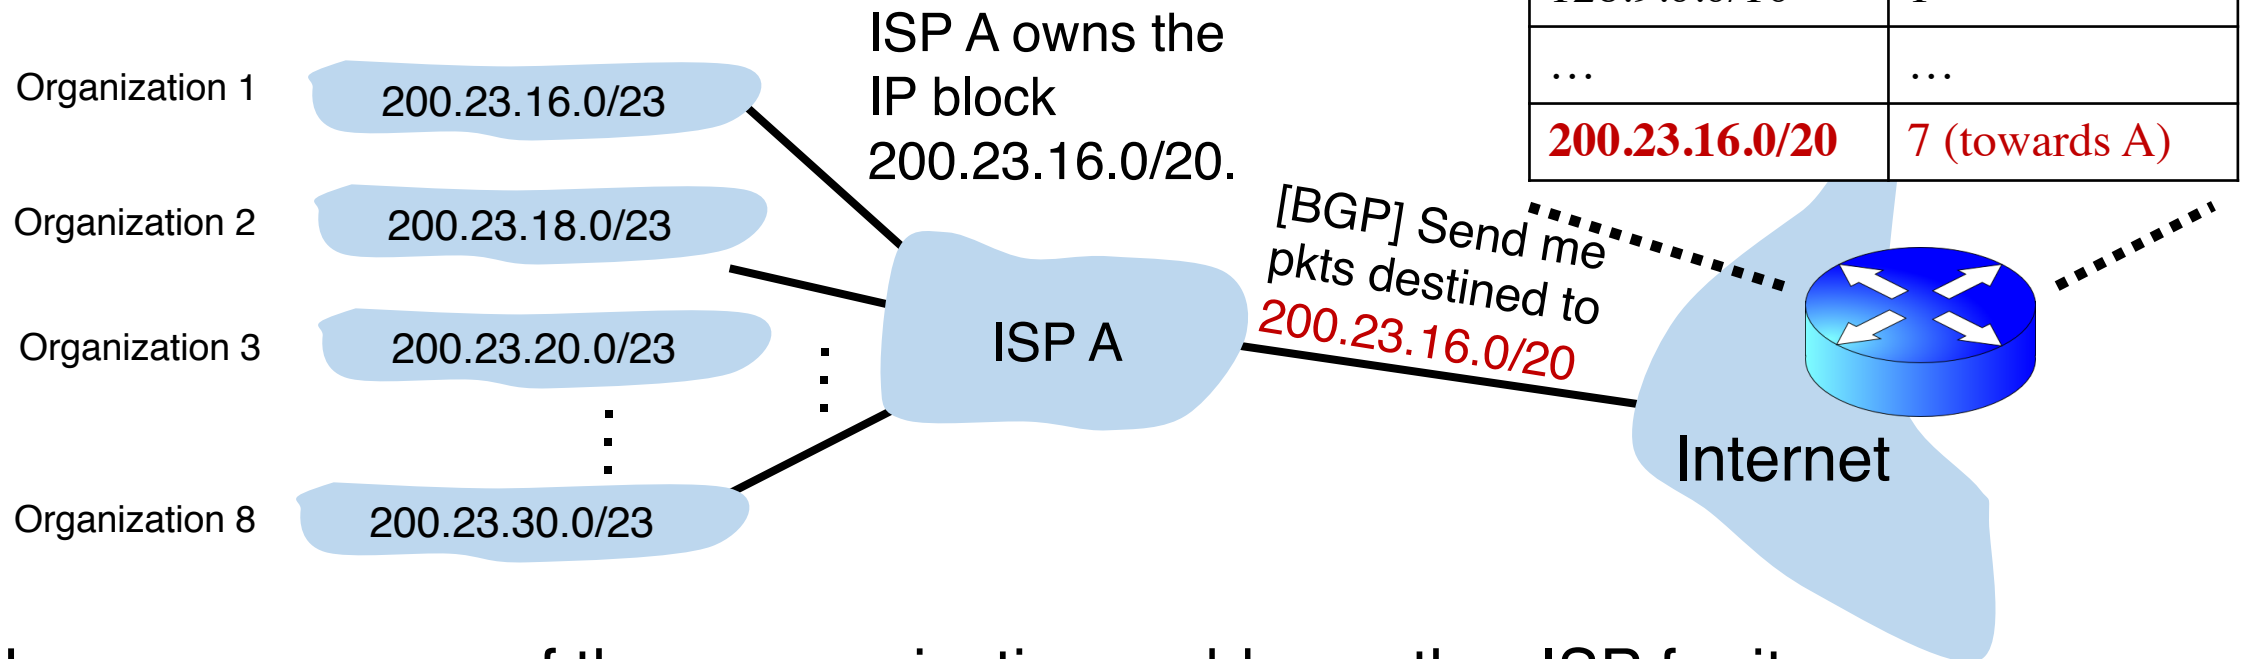 ISP A owns the
IP block
200.23.16.0/20.
Organization 1
200.23.16.0/23
Organization 2
200.23.18.0/23
Organization 3
200.23.20.0/23
Organization 8
200.23.30.0/23
ISP A
[BGP] Send me
pkts destined to
200.23.16.0/20
… …
200.23.16.0/20 7 (towards A)
Internet